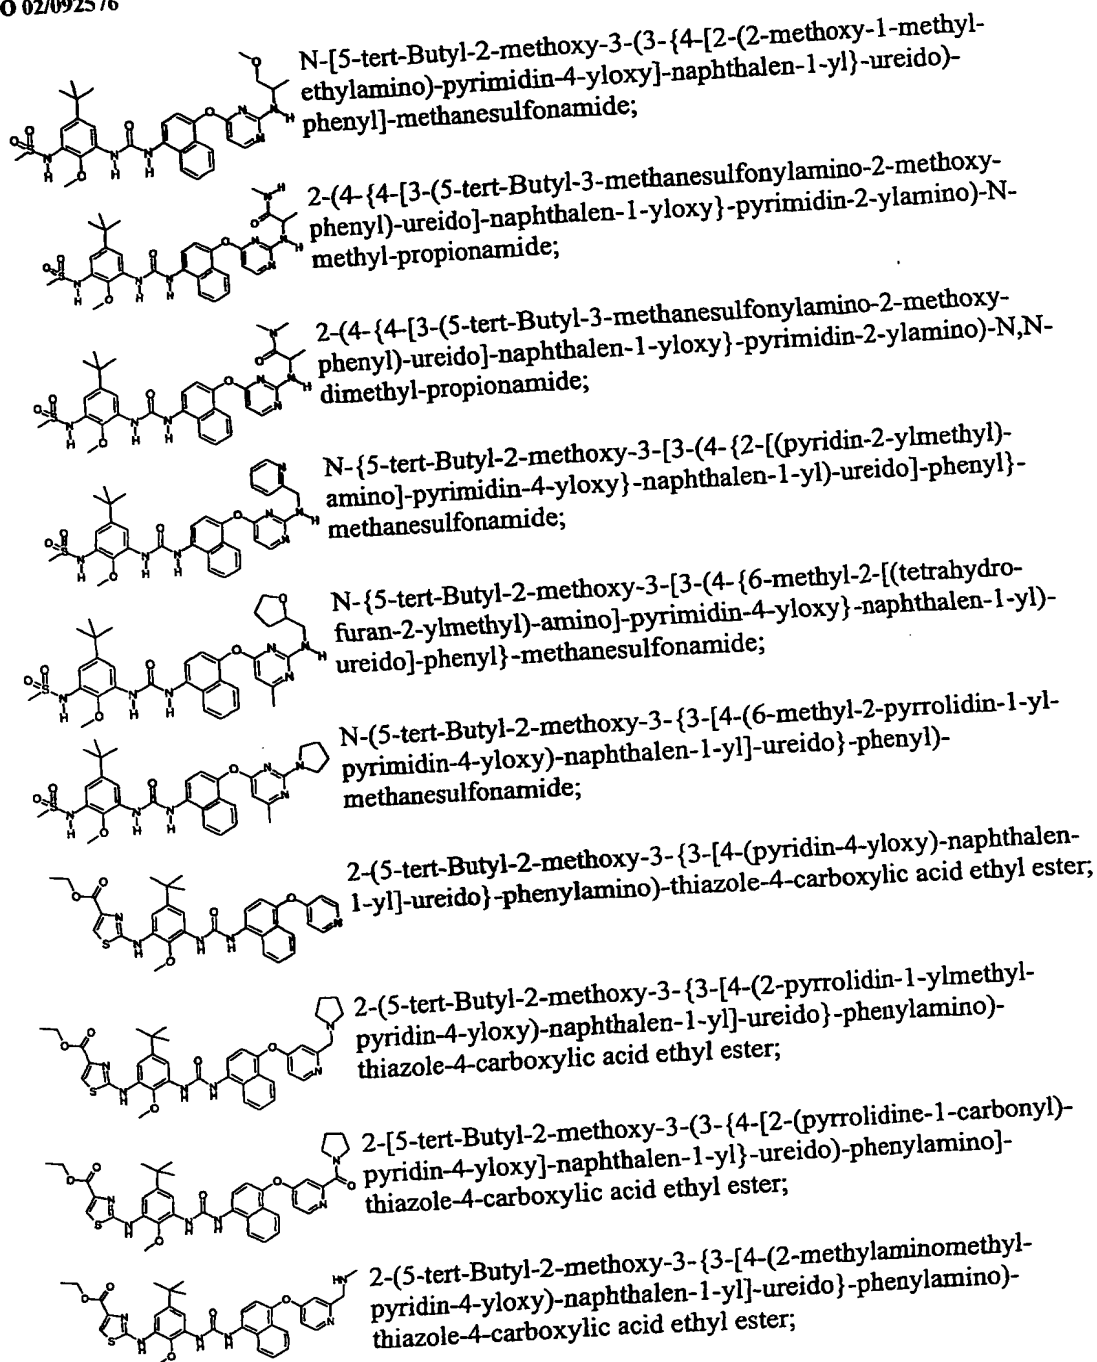 O 02/092576
N-[5-tert-Butyl-2-methoxy-3-(3-{4-[2-(2-methoxy-1-methyl-
ethylamino)-pyrimidin-4-yloxy]-naphthalen-1-yl}-ureido)-
phenyl]-methanesulfonamide;
2-(4-{4-[3-(5-tert-Butyl-3-methanesulfonylamino-2-methoxy-
phenyl)-ureido]-naphthalen-1-yloxy}-pyrimidin-2-ylamino)-N-
methyl-propionamide;
2-(4-{4-[3-(5-tert-Butyl-3-methanesulfonylamino-2-methoxy-
phenyl)-ureido]-naphthalen-1-yloxy}-pyrimidin-2-ylamino)-N,N-
dimethyl-propionamide;
N-{5-tert-Butyl-2-methoxy-3-[3-(4-{2-[(pyridin-2-ylmethyl)-
amino]-pyrimidin-4-yloxy}-naphthalen-1-yl)-ureido]-phenyl}-
methanesulfonamide;
N-{5-tert-Butyl-2-methoxy-3-[3-(4-{6-methyl-2-[(tetrahydro-
furan-2-ylmethyl)-amino]-pyrimidin-4-yloxy}-naphthalen-1-yl)-
ureido]-phenyl}-methanesulfonamide;
N-(5-tert-Butyl-2-methoxy-3-{3-[4-(6-methyl-2-pyrrolidin-1-yl-
pyrimidin-4-yloxy)-naphthalen-1-yl]-ureido}-phenyl)-
methanesulfonamide;
2-(5-tert-Butyl-2-methoxy-3-{3-[4-(pyridin-4-yloxy)-naphthalen-
1-yl]-ureido}-phenylamino)-thiazole-4-carboxylic acid ethyl ester;
2-(5-tert-Butyl-2-methoxy-3-{3-[4-(2-pyrrolidin-1-ylmethyl-
pyridin-4-yloxy)-naphthalen-1-yl]-ureido}-phenylamino)-
thiazole-4-carboxylic acid ethyl ester;
2-[5-tert-Butyl-2-methoxy-3-(3-{4-[2-(pyrrolidine-1-carbonyl)-
pyridin-4-yloxy]-naphthalen-1-yl}-ureido)-phenylamino]-
thiazole-4-carboxylic acid ethyl ester;
2-(5-tert-Butyl-2-methoxy-3-{3-[4-(2-methylaminomethyl-
pyridin-4-yloxy)-naphthalen-1-yl]-ureido}-phenylamino)-
thiazole-4-carboxylic acid ethyl ester;